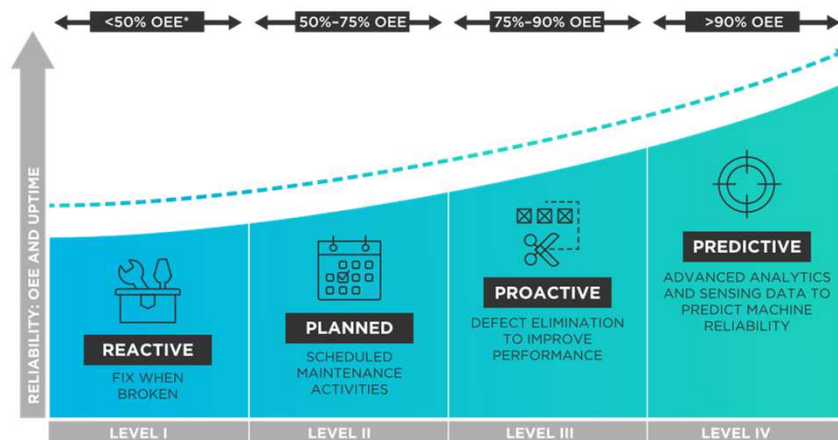 <50% OEE*
50%–75% OEE
75%–90% OEE
>90% OEE
RELIABILITY: OEE AND UPTIME
REACTIVE
FIX WHEN
BROKEN
PLANNED
SCHEDULED
MAINTENANCE
ACTIVITIES
PROACTIVE
DEFECT ELIMINATION
TO IMPROVE
PERFORMANCE
PREDICTIVE
ADVANCED ANALYTICS
AND SENSING DATA TO
PREDICT MACHINE
RELIABILITY
LEVEL I
LEVEL II
LEVEL III
LEVEL IV